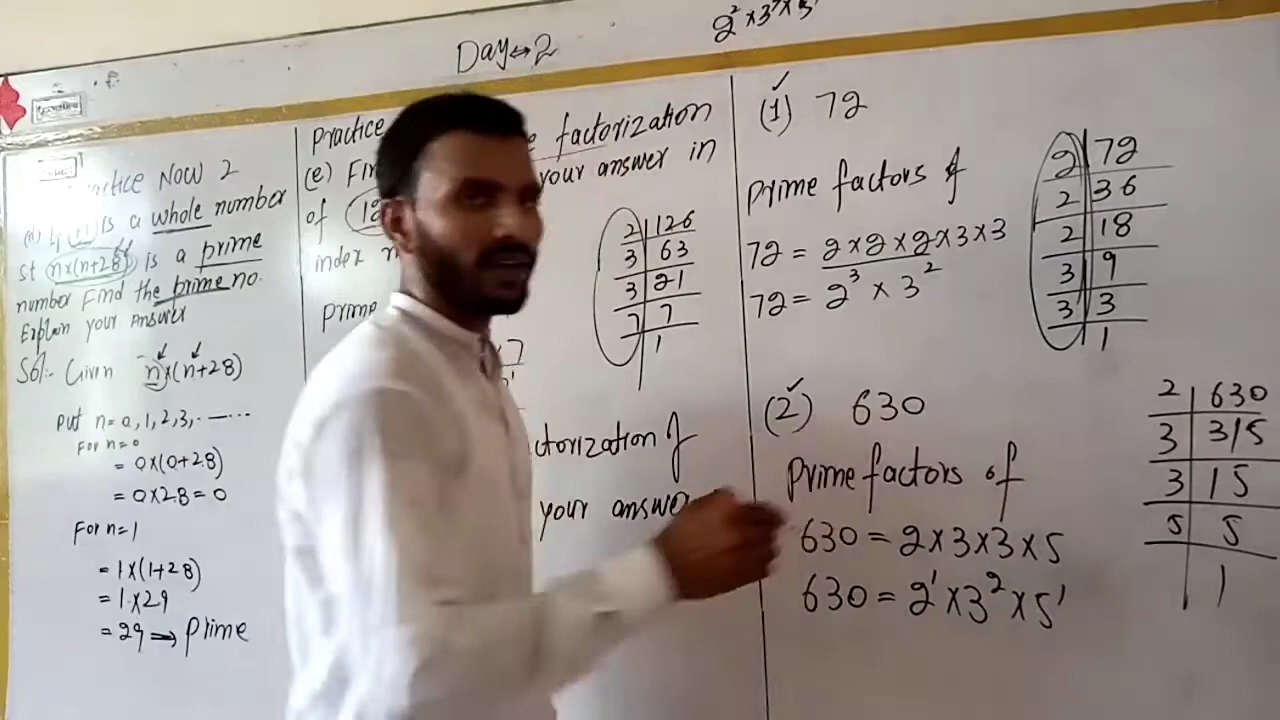 Day↔2
2² × 3² × 5¹
Practice Now 2
(d) If (n) is a whole number
st n×(n+28) is a prime
number Find the prime no.
Explain your Answer
Sol:- Given n×(n+28)
Put n=0,1,2,3,.-----
For n=0
= 0×(0+28)
= 0×28=0
For n=1
= 1×(1+28)
= 1×29
= 29 → Prime
Practice
factorization
(e)
your answer in
of
index
Prime
2 | 126
3 | 63
3 | 21
7 | 7
1
ctorization of
your answer
(1) 72
Prime factors of
72 = 2×2×2×3×3
72 = 2³ × 3²
2 | 72
2 | 36
2 | 18
3 | 9
3 | 3
1
(2) 630
Prime factors of
630 = 2×3×3×5
630 = 2¹×3²×5¹
2 | 630
3 | 315
3 | 15
5 | 5
1